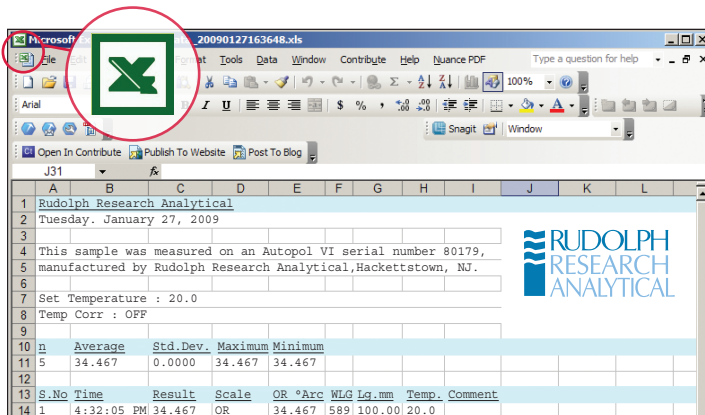 Microsoft 20090127163648.xls
File Format Tools Data Window Contribute Help Nuance PDF Type a question for help
100%
Arial B I U $ % ,
Snagit Window
Open In Contribute Publish To Website Post To Blog
J31 fx
A B C D E F G H I J K L
1 Rudolph Research Analytical
2 Tuesday. January 27, 2009
3
4 This sample was measured on an Autopol VI serial number 80179,
5 manufactured by Rudolph Research Analytical,Hackettstown, NJ.
6
7 Set Temperature : 20.0
8 Temp Corr : OFF
9
10 n Average Std.Dev. Maximum Minimum
11 5 34.467 0.0000 34.467 34.467
12
13 S.No Time Result Scale OR °Arc WLG Lg.mm Temp. Comment
14 1 4:32:05 PM 34.467 OR 34.467 589 100.00 20.0
RUDOLPH
RESEARCH
ANALYTICAL